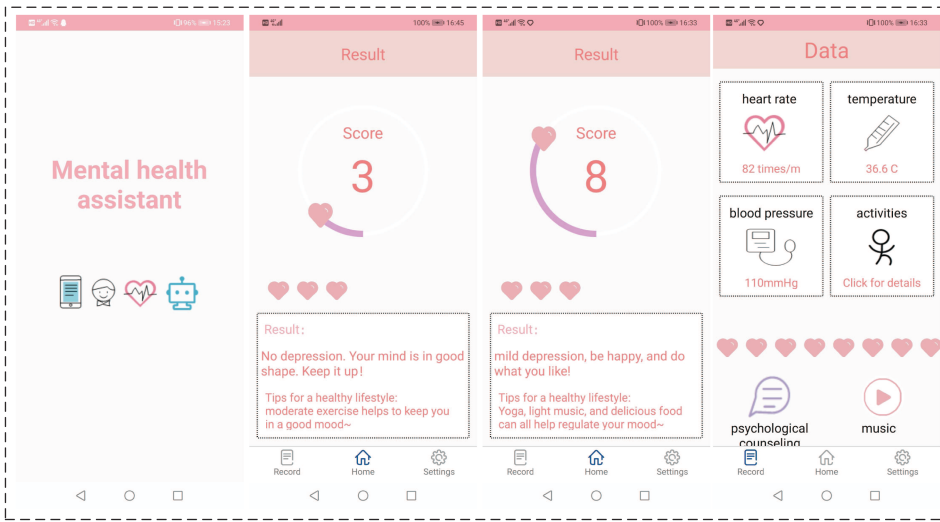 96% 15:23
Mental health
assistant
100% 16:45
Result
Score
3
Result:
No depression. Your mind is in good
shape. Keep it up!
Tips for a healthy lifestyle:
moderate exercise helps to keep you
in a good mood~
Record Home Settings
100% 16:33
Result
Score
8
Result:
mild depression, be happy, and do
what you like!
Tips for a healthy lifestyle:
Yoga, light music, and delicious food
can all help regulate your mood~
Record Home Settings
100% 16:33
Data
heart rate temperature
82 times/m 36.6 C
blood pressure activities
110mmHg Click for details
psychological music
counseling
Record Home Settings